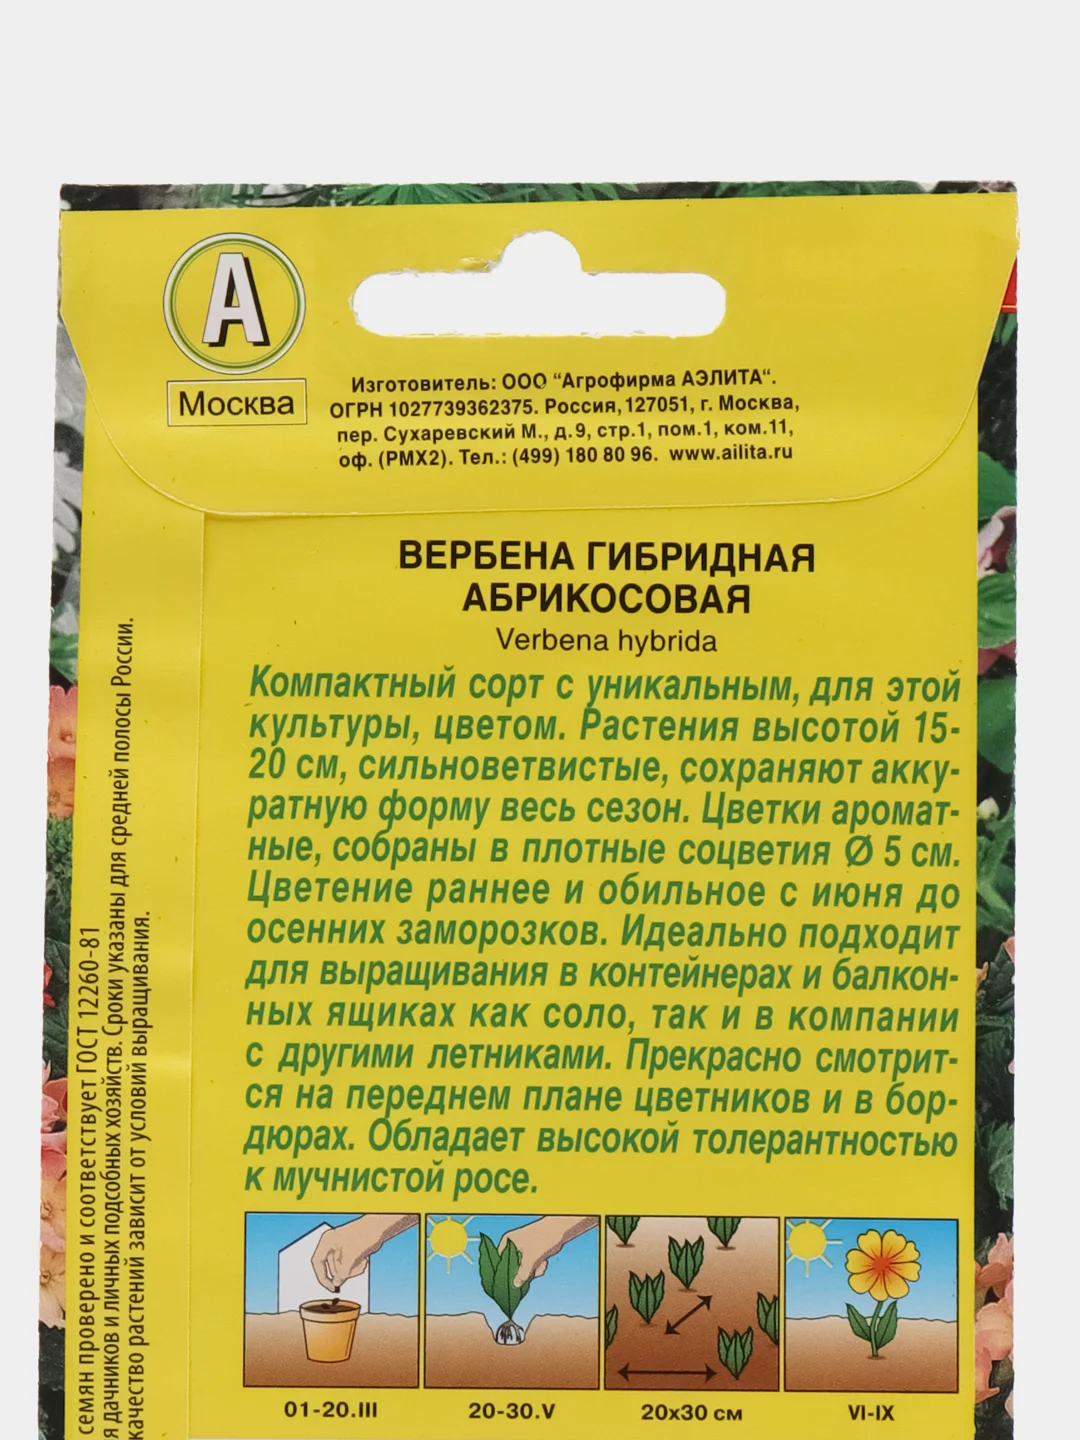 А
Москва
Изготовитель: ООО “Агрофирма АЭЛИТА“.
ОГРН 1027739362375. Россия, 127051, г. Москва,
пер. Сухаревский М., д.9, стр.1, пом.1, ком.11,
оф. (РМХ2). Тел.: (499) 180 80 96. www.ailita.ru
ВЕРБЕНА ГИБРИДНАЯ
АБРИКОСОВАЯ
Verbena hybrida
Компактный сорт с уникальным, для этой
культуры, цветом. Растения высотой 15-
20 см, сильноветвистые, сохраняют акку-
ратную форму весь сезон. Цветки аромат-
ные, собраны в плотные соцветия Ø 5 см.
Цветение раннее и обильное с июня до
осенних заморозков. Идеально подходит
для выращивания в контейнерах и балкон-
ных ящиках как соло, так и в компании
с другими летниками. Прекрасно смотрит-
ся на переднем плане цветников и в бор-
дюрах. Обладает высокой толерантностью
к мучнистой росе.
01-20.III
20-30.V
20х30 см
VI-IX
семян проверено и соответствует ГОСТ 12260-81
дачников и личных подсобных хозяйств. Сроки указаны для средней полосы России.
качество растений зависит от условий выращивания.